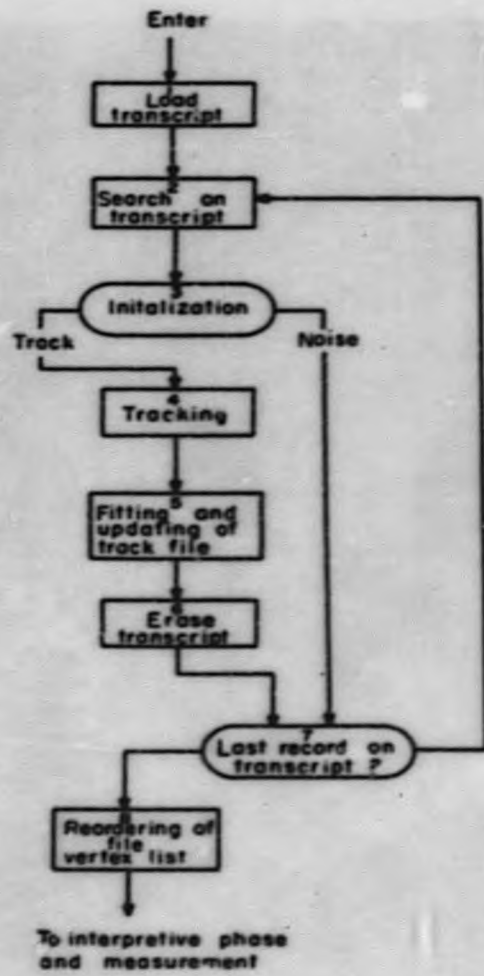 Enter
1
Load
transcript
2
Search on
transcript
3
Initalization
Track
Noise
4
Tracking
5
Fitting and
updating of
track file
6
Erase
transcript
7
Last record on
transcript ?
8
Reordering of
file
vertex list
To interpretive phase
and measurement